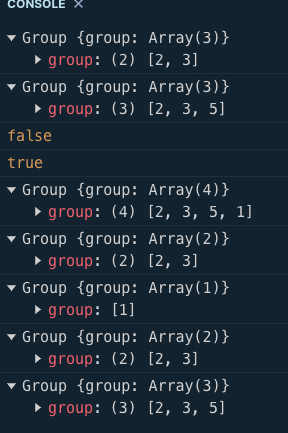 CONSOLE ×
▼ Group {group: Array(3)}
▶ group: (2) [2, 3]
▼ Group {group: Array(3)}
▶ group: (3) [2, 3, 5]
false
true
▼ Group {group: Array(4)}
▶ group: (4) [2, 3, 5, 1]
▼ Group {group: Array(2)}
▶ group: (2) [2, 3]
▼ Group {group: Array(1)}
▶ group: [1]
▼ Group {group: Array(2)}
▶ group: (2) [2, 3]
▼ Group {group: Array(3)}
▶ group: (3) [2, 3, 5]